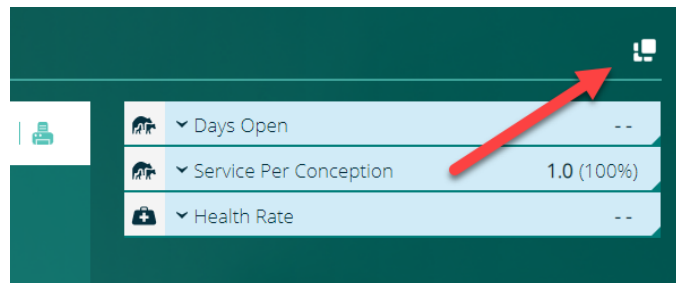 Days Open --
Service Per Conception 1.0 (100%)
Health Rate --